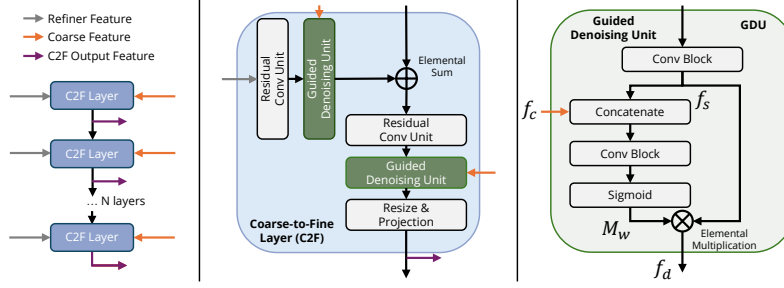 Refiner Feature
Coarse Feature
C2F Output Feature
C2F Layer
C2F Layer
... N layers
C2F Layer
Residual
Conv Unit
Guided
Denoising Unit
Elemental
Sum
Residual
Conv Unit
Guided
Denoising Unit
Resize &
Projection
Coarse-to-Fine
Layer (C2F)
Guided
Denoising Unit
GDU
Conv Block
f_s
f_c
Concatenate
Conv Block
Sigmoid
M_w
Elemental
Multiplication
f_d